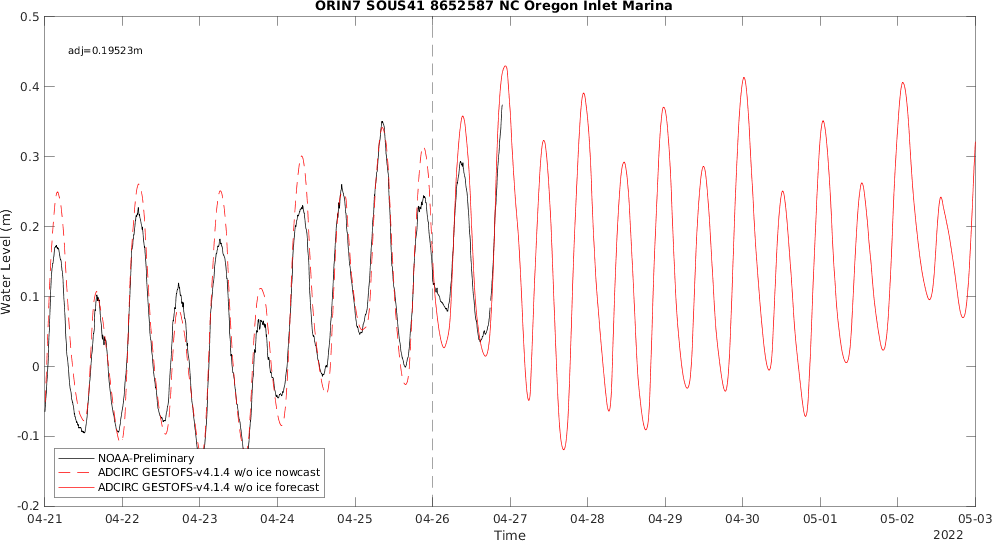 ORIN7 SOUS41 8652587 NC Oregon Inlet Marina
adj=0.19523m
Water Level (m)
0.5
0.4
0.3
0.2
0.1
0
-0.1
-0.2
NOAA-Preliminary
ADCIRC GESTOFS-v4.1.4 w/o ice nowcast
ADCIRC GESTOFS-v4.1.4 w/o ice forecast
04-21 04-22 04-23 04-24 04-25 04-26 04-27 04-28 04-29 04-30 05-01 05-02 05-03
Time
2022